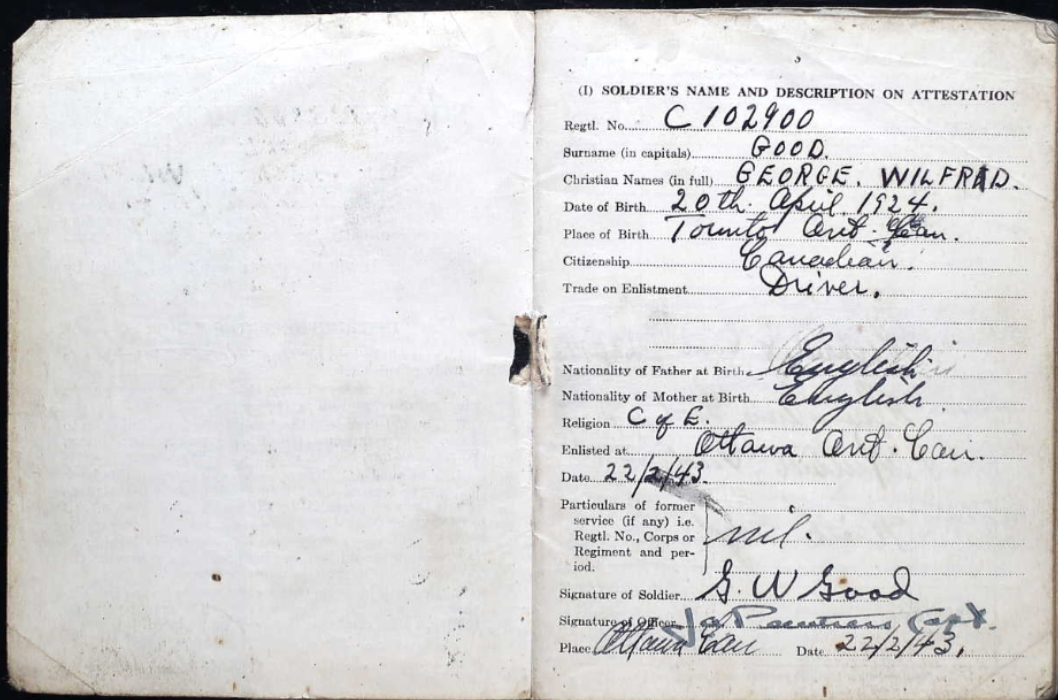 (I) SOLDIER'S NAME AND DESCRIPTION ON ATTESTATION
Regtl. No. C 102900
Surname (in capitals) GOOD.
Christian Names (in full) GEORGE. WILFRED.
Date of Birth 20th. April 1924.
Place of Birth Toronto Ont. Can.
Citizenship Canadian.
Trade on Enlistment Driver.
Nationality of Father at Birth English
Nationality of Mother at Birth English.
Religion C of E.
Enlisted at Ottawa Ont. Can.
Date 22/2/43.
Particulars of former
service (if any) i.e.
Regtl. No., Corps or nil.
Regiment and per-
iod.
Signature of Soldier G. W Good
Signature of Officer Capt.
Place Ottawa Can Date 22/2/43.